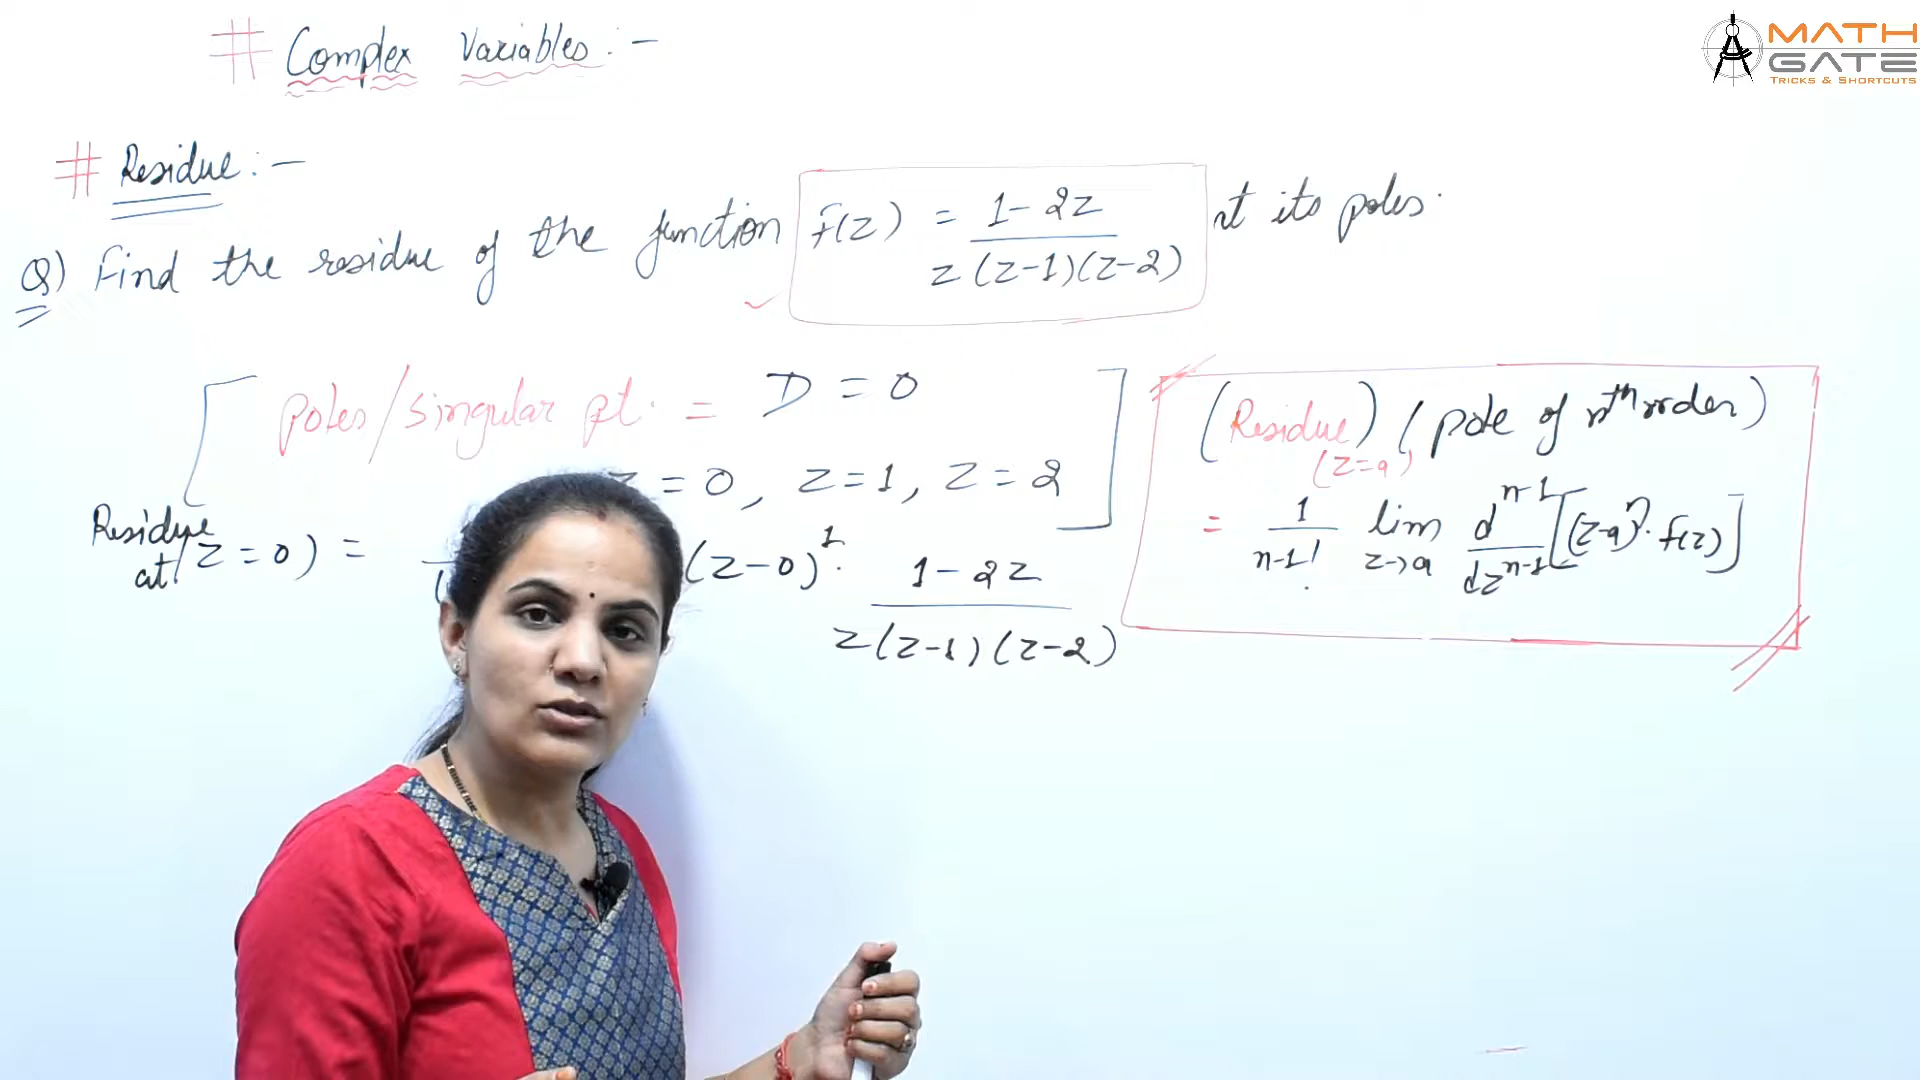 # Complex Variables :-
MATH
GATE
TRICKS & SHORTCUTS
# Residue :-
Q) Find the residue of the function f(z) = 1-2z / z(z-1)(z-2) at its poles.
poles/singular pt. = D = 0
z = 0, z = 1, z = 2
Residue at (z = 0) = (z-0)^1 . 1-2z / z(z-1)(z-2)
(Residue) (pole of nth order)
(z=a)
= 1 / n-1! lim z→a d^n-1 / dz^n-1 [(z-a)^n . f(z)]